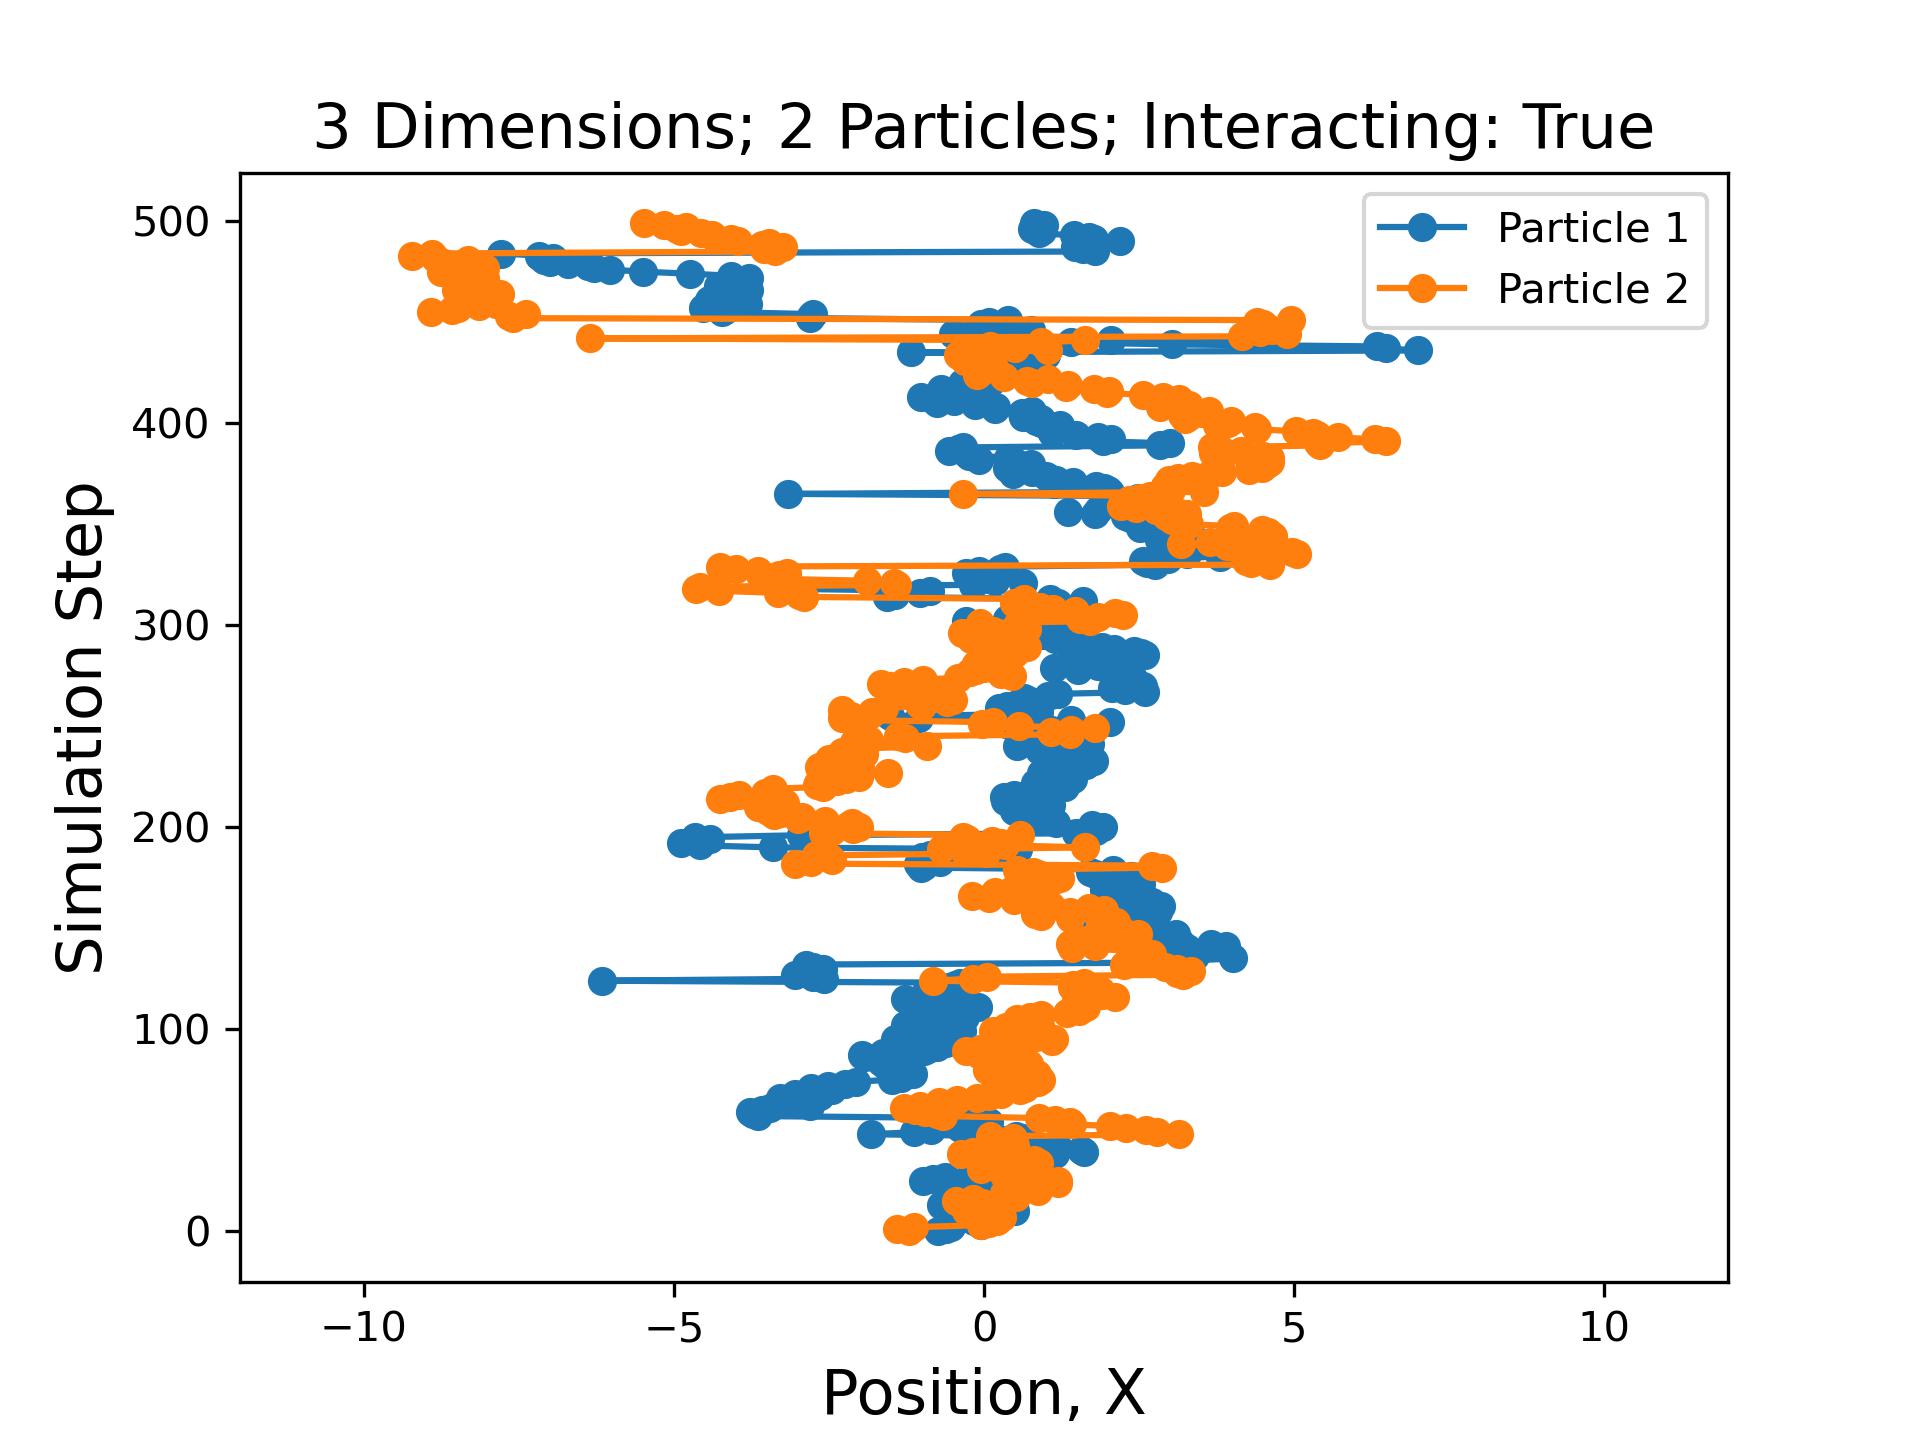 3 Dimensions; 2 Particles; Interacting: True
Particle 1
Particle 2
500
400
300
200
100
0
Simulation Step
−10
−5
0
5
10
Position, X